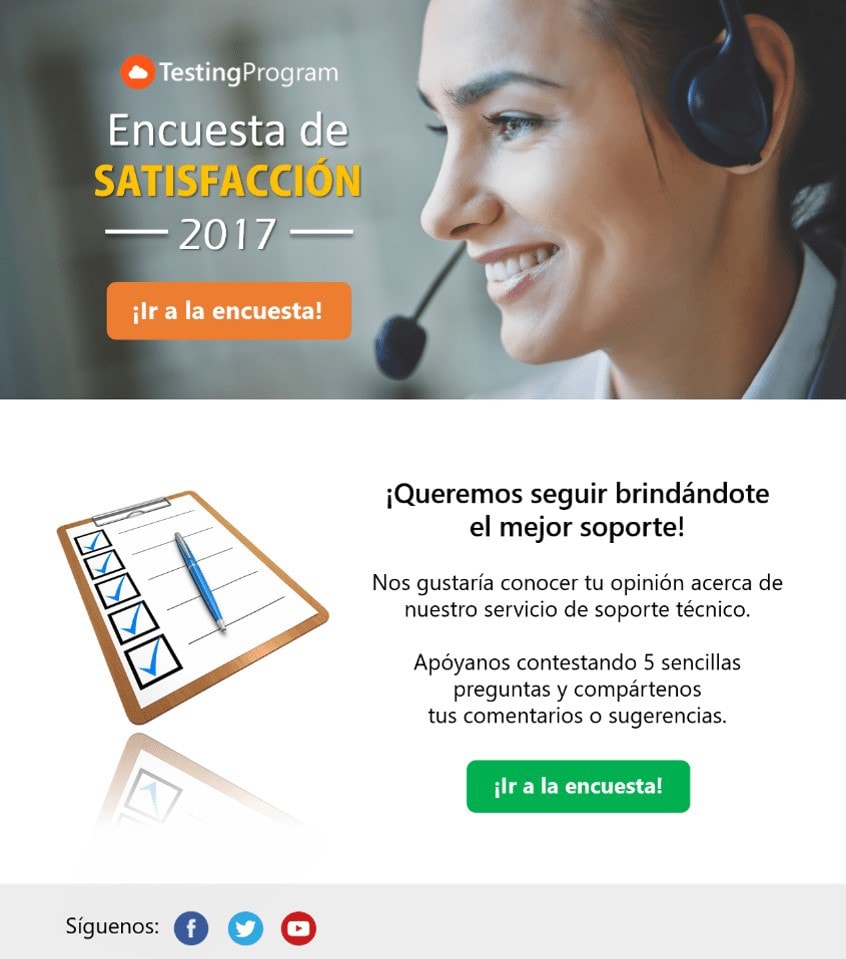 TestingProgram
Encuesta de
SATISFACCIÓN
2017
¡Ir a la encuesta!
¡Queremos seguir brindándote
el mejor soporte!
Nos gustaría conocer tu opinión acerca de
nuestro servicio de soporte técnico.
Apóyanos contestando 5 sencillas
preguntas y compártenos
tus comentarios o sugerencias.
¡Ir a la encuesta!
Síguenos: